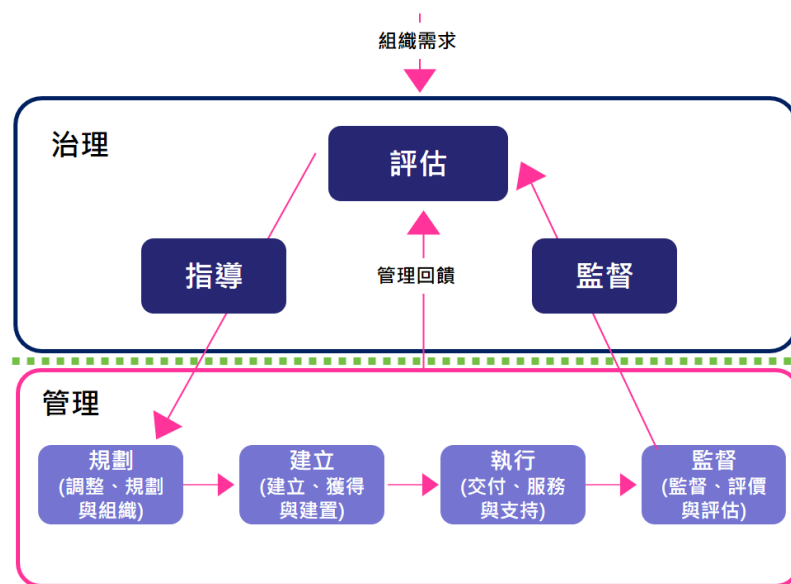 組織需求
治理
評估
指導
管理回饋
監督
管理
規劃
(調整、規劃
與組織)
建立
(建立、獲得
與建置)
執行
(交付、服務
與支持)
監督
(監督、評價
與評估)